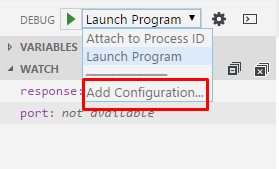 DEBUG Launch Program
Attach to Process ID
Launch Program
VARIABLES
WATCH
Add Configuration...
response:
port: not available